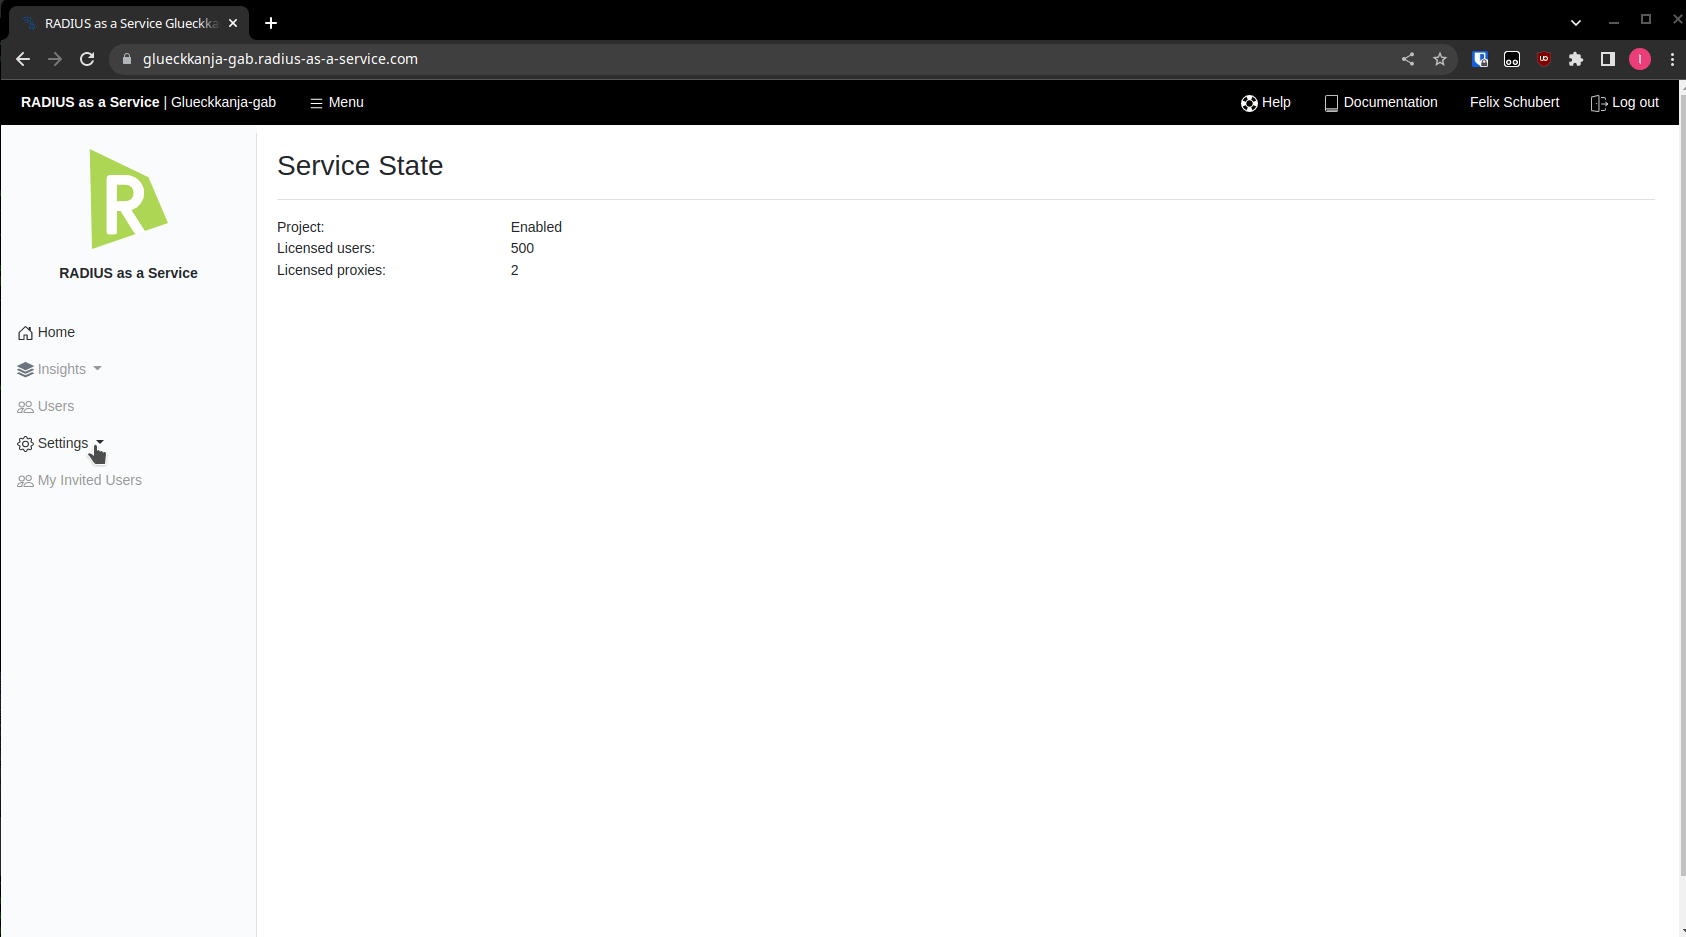 RADIUS as a Service Glueckka
glueckkanja-gab.radius-as-a-service.com
RADIUS as a Service | Glueckkanja-gab
Menu
Help
Documentation
Felix Schubert
Log out
R
RADIUS as a Service
Home
Insights
Users
Settings
My Invited Users
Service State
Project: Enabled
Licensed users: 500
Licensed proxies: 2
I